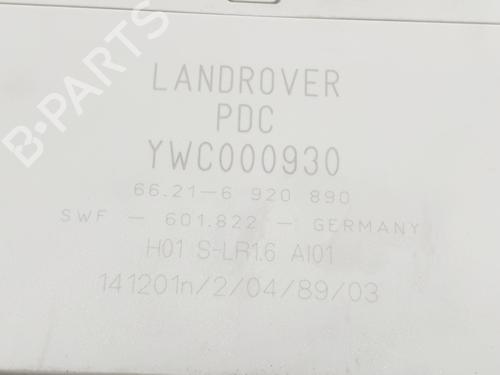 B-PARTS
LANDROVER
PDC
YWC000930
66.21-6 920 890
SWF - 601.822 - GERMANY
H01 S-LR1.6 AI01
141201n/2/04/89/03